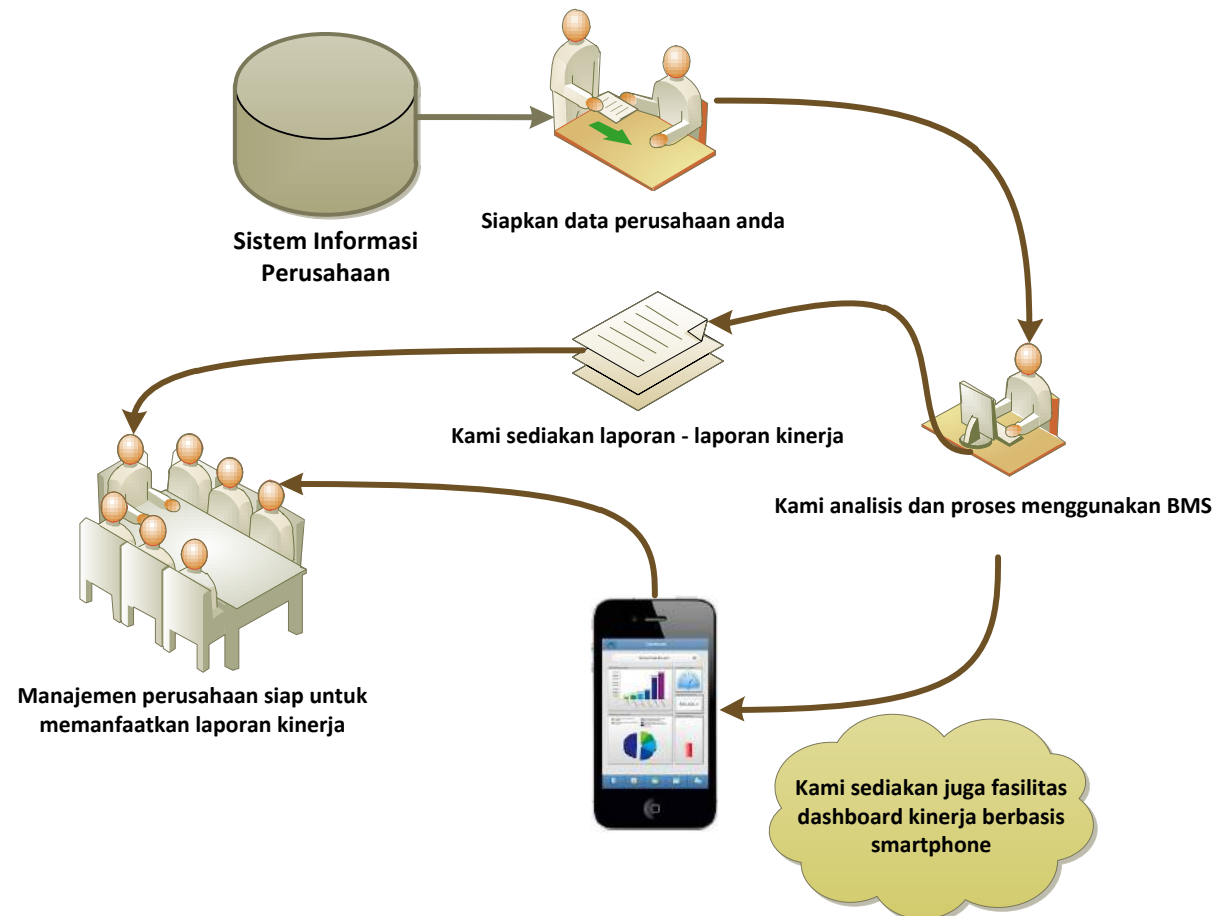 Siapkan data perusahaan anda
Sistem Informasi
Perusahaan
Kami sediakan laporan - laporan kinerja
Kami analisis dan proses menggunakan BMS
Manajemen perusahaan siap untuk
memanfaatkan laporan kinerja
Kami sediakan juga fasilitas
dashboard kinerja berbasis
smartphone